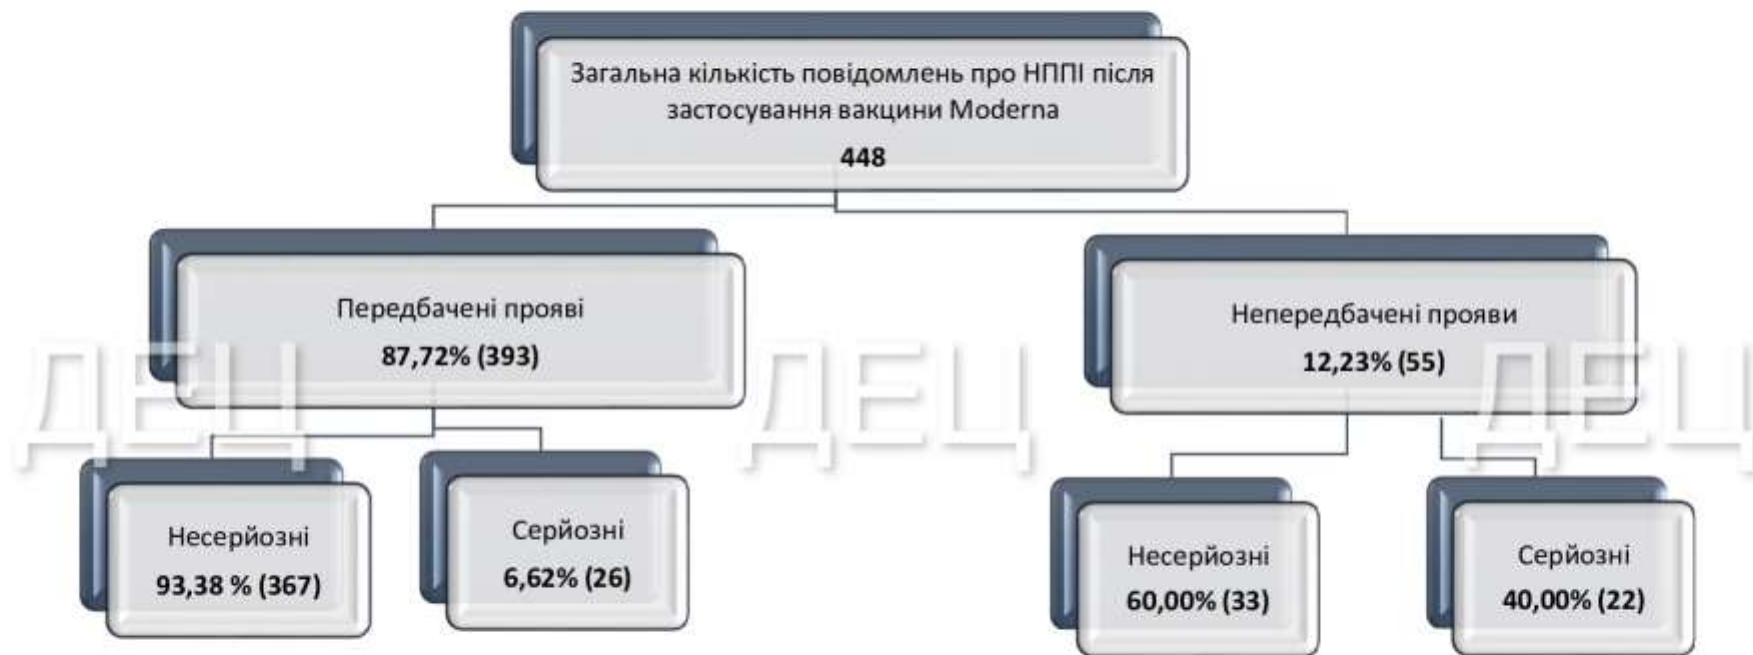 Загальна кількість повідомлень про НППІ після
застосування вакцини Moderna
448
Передбачені прояві
87,72% (393)
Непередбачені прояви
12,23% (55)
ДЕЦ ДЕЦ ДЕЦ
Несерйозні
93,38 % (367)
Серйозні
6,62% (26)
Несерйозні
60,00% (33)
Серйозні
40,00% (22)